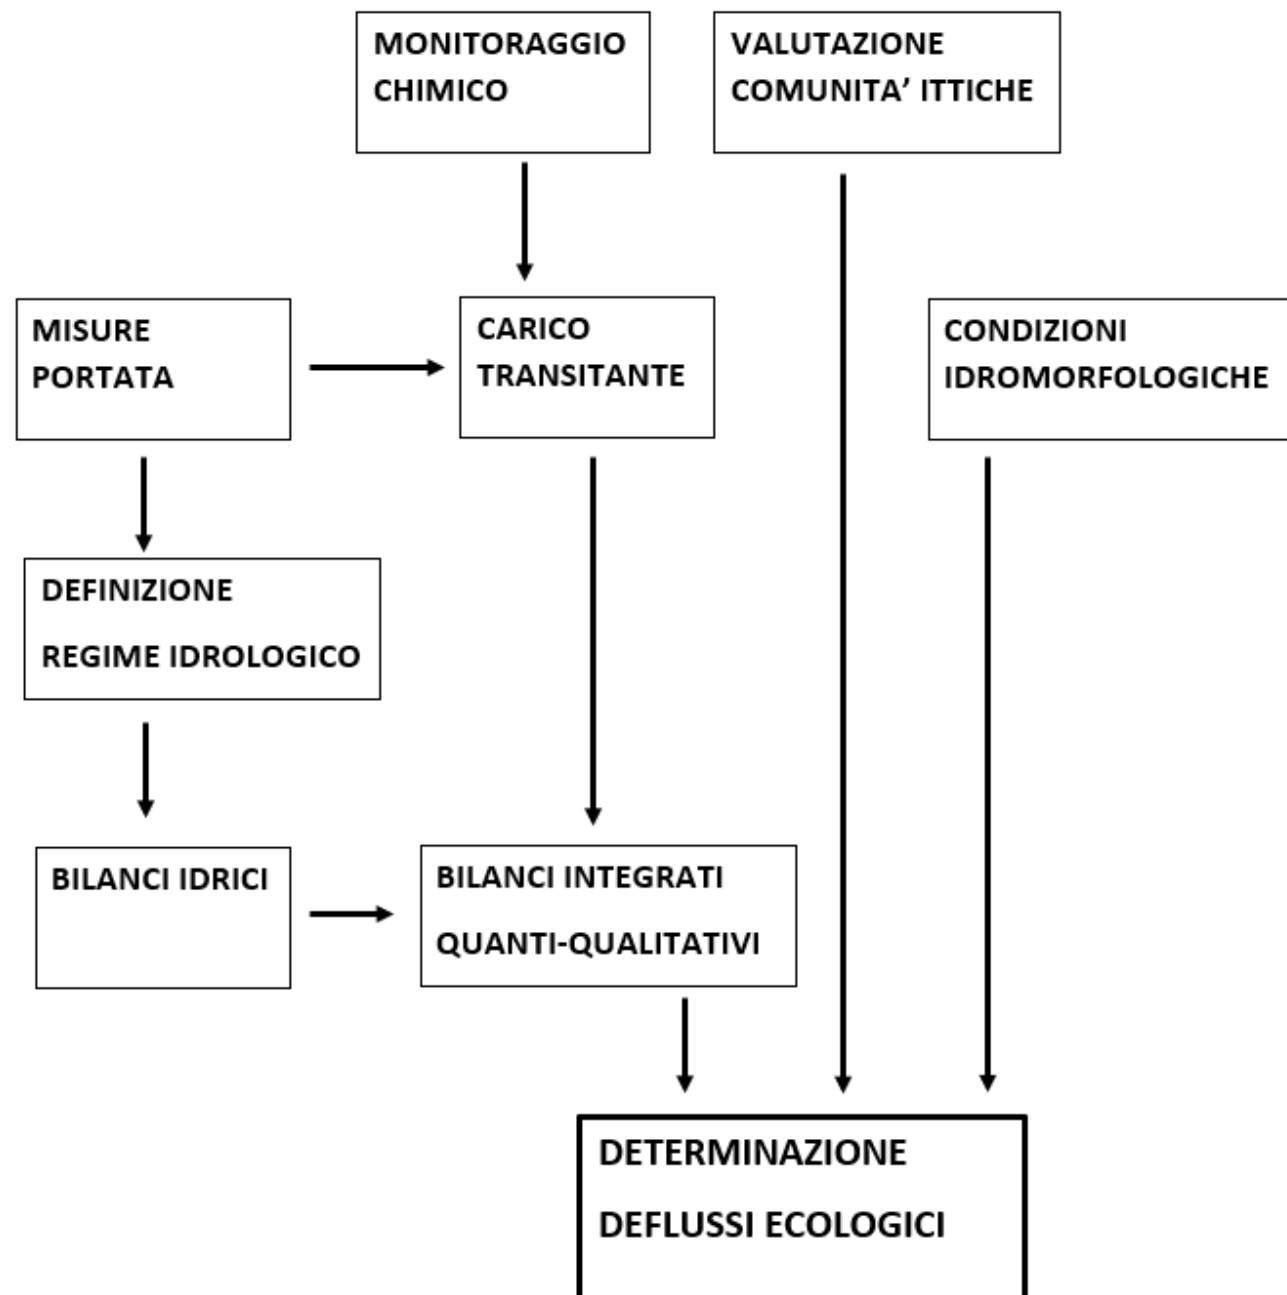 MONITORAGGIO
CHIMICO
VALUTAZIONE
COMUNITA’ ITTICHE
MISURE
PORTATA
CARICO
TRANSITANTE
CONDIZIONI
IDROMORFOLOGICHE
DEFINIZIONE
REGIME IDROLOGICO
BILANCI IDRICI
BILANCI INTEGRATI
QUANTI-QUALITATIVI
DETERMINAZIONE
DEFLUSSI ECOLOGICI